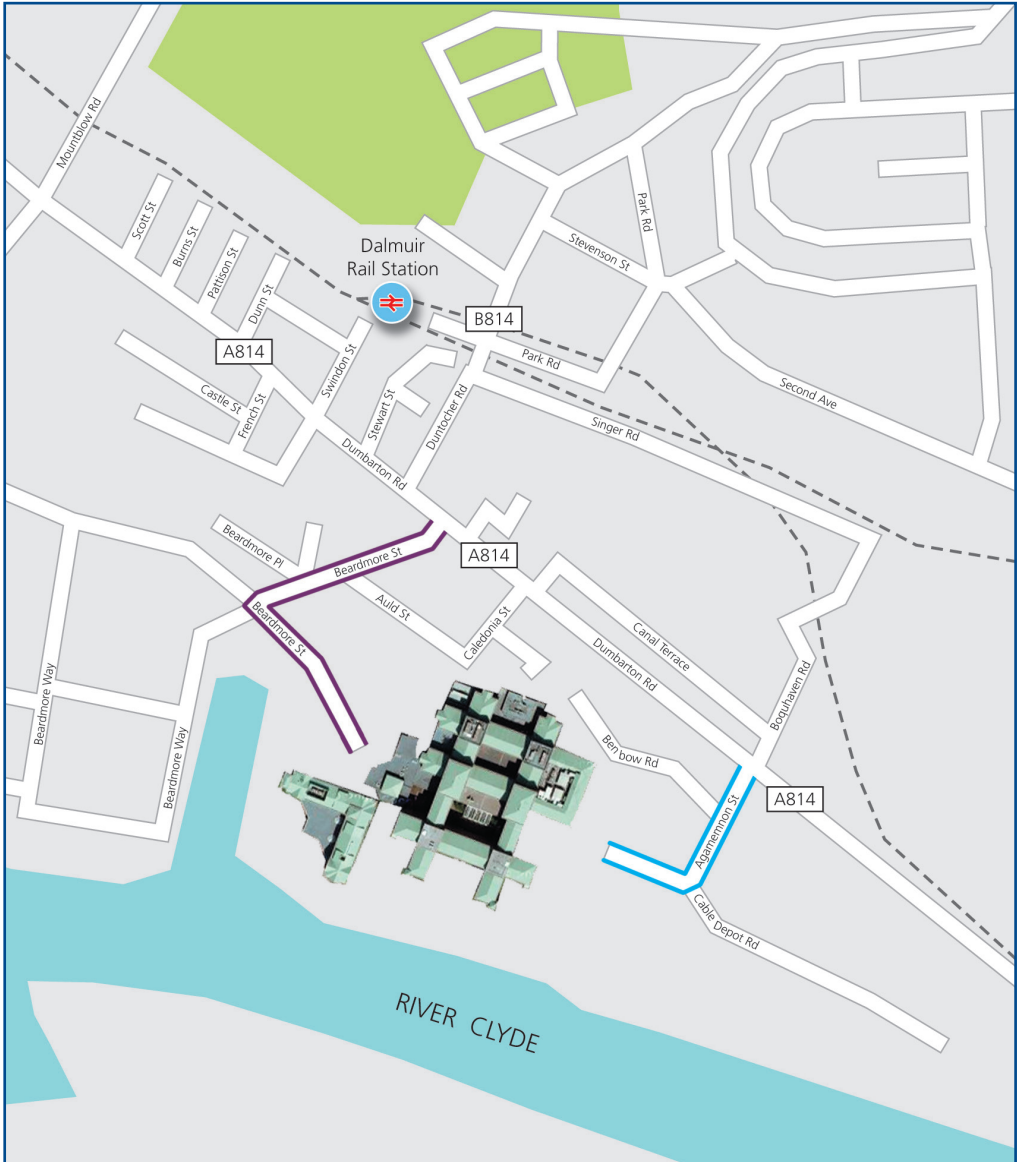 Mountblow Rd
Scott St
Burns St
Pattison St
Dunn St
Dalmuir
Rail Station
Park Rd
Stevenson St
B814
A814
Swindon St
Park Rd
Second Ave
Castle St
French St
Stewart St
Duntocher Rd
Singer Rd
Dumbarton Rd
Beardmore Pl
Beardmore St
A814
Auld St
Beardmore St
Caledonia St
Canal Terrace
Dumbarton Rd
Boquhaven Rd
Beardmore Way
Beardmore Way
Benbow Rd
A814
Agamemnon St
Cable Depot Rd
RIVER CLYDE